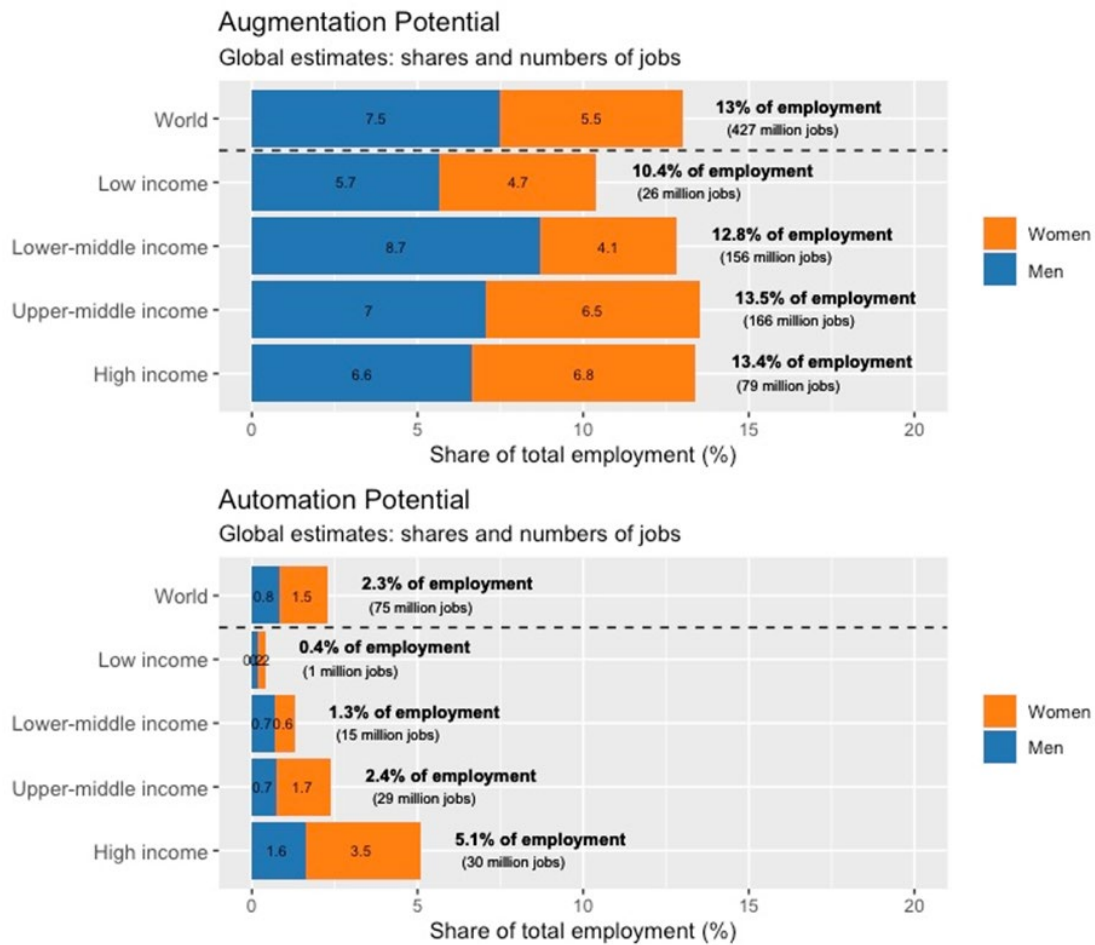 Augmentation Potential
Global estimates: shares and numbers of jobs
World
7.5
5.5
13% of employment
(427 million jobs)
Low income
5.7
4.7
10.4% of employment
(26 million jobs)
Lower-middle income
8.7
4.1
12.8% of employment
(156 million jobs)
Upper-middle income
7
6.5
13.5% of employment
(166 million jobs)
High income
6.6
6.8
13.4% of employment
(79 million jobs)
Women
Men
0 5 10 15 20
Share of total employment (%)
Automation Potential
Global estimates: shares and numbers of jobs
World
0.8
1.5
2.3% of employment
(75 million jobs)
Low income
0.4% of employment
(1 million jobs)
Lower-middle income
0.7
0.6
1.3% of employment
(15 million jobs)
Upper-middle income
0.7
1.7
2.4% of employment
(29 million jobs)
High income
1.6
3.5
5.1% of employment
(30 million jobs)
Women
Men
0 5 10 15 20
Share of total employment (%)